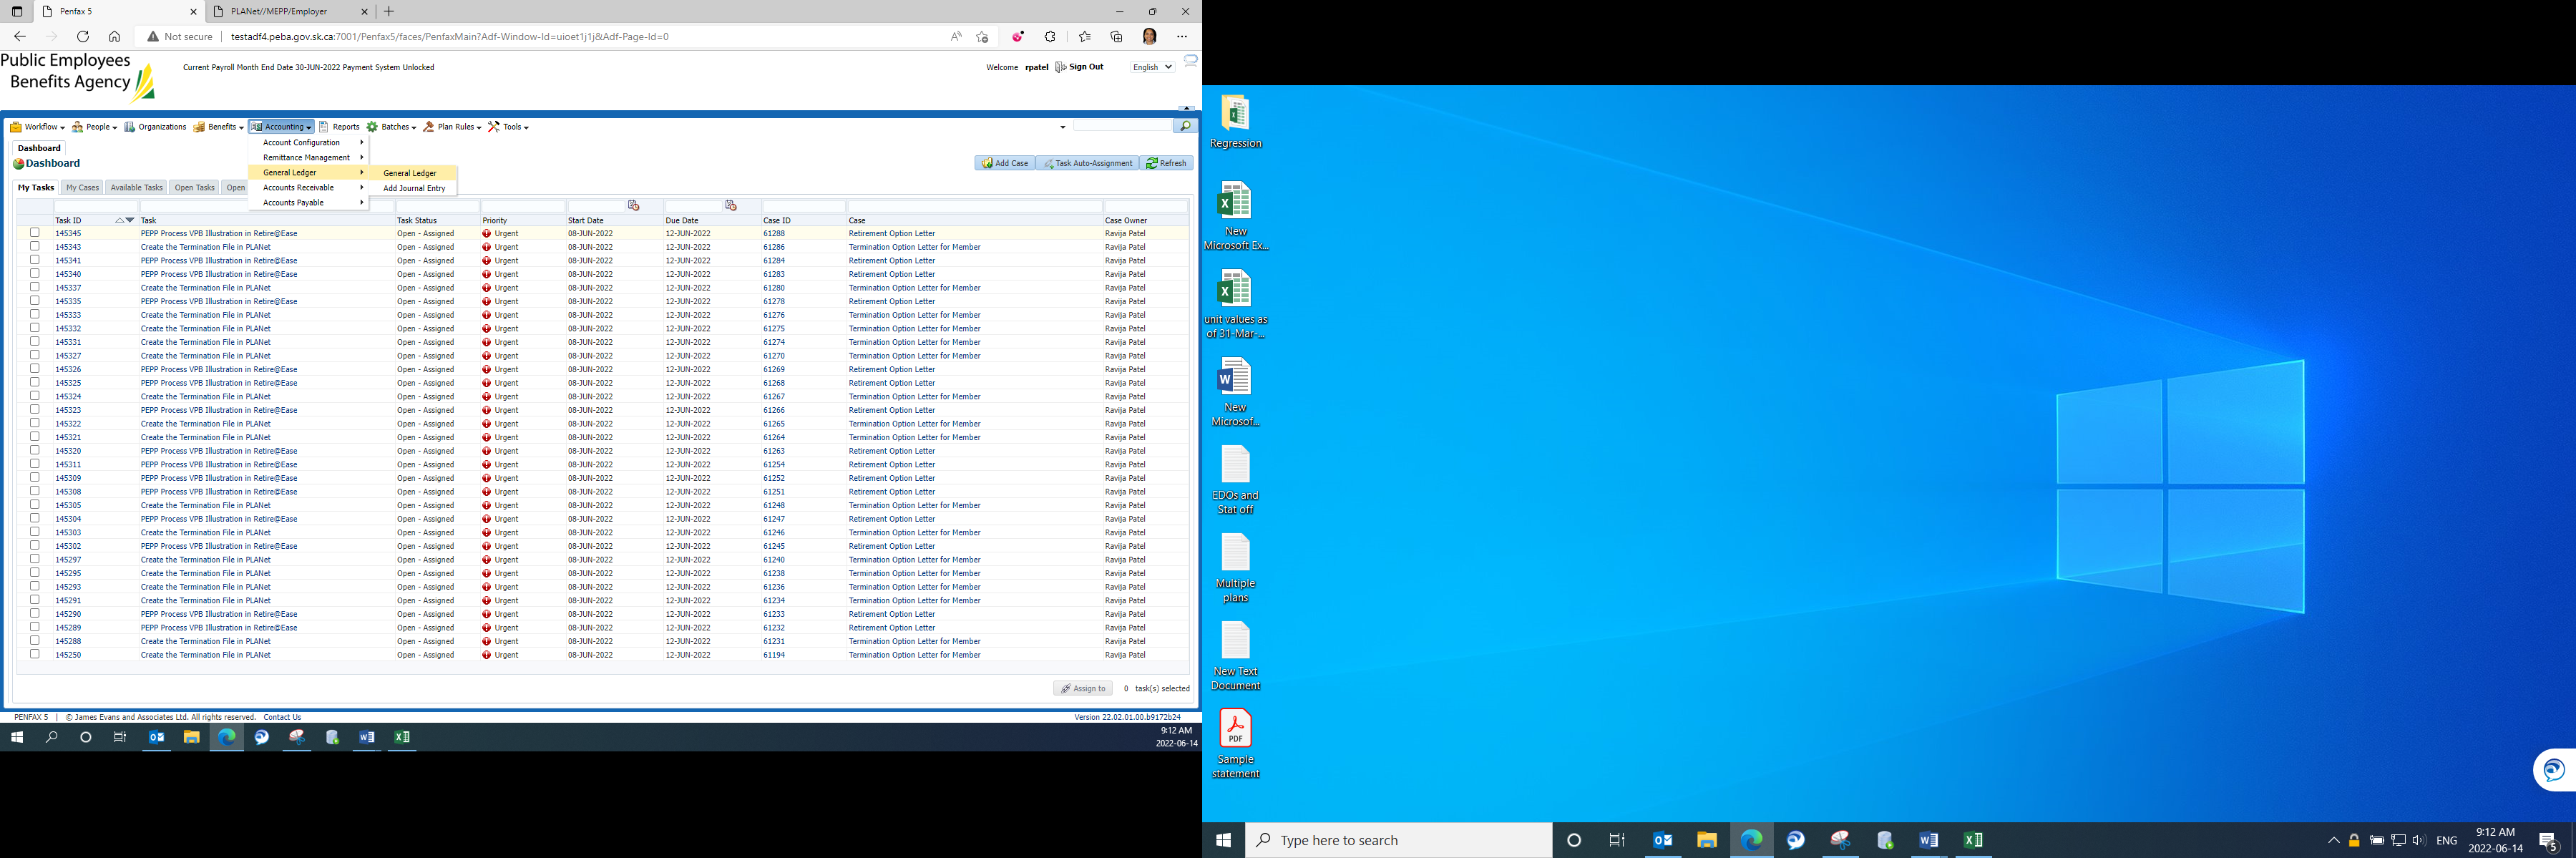 Penfax 5
PLANet//MEPP/Employer
Not secure
testadf4.peba.gov.sk.ca:7001/Penfax5/faces/PenfaxMain?Adf-Window-Id=uioet1j1j&Adf-Page-Id=0
Public Employees
Benefits Agency
Current Payroll Month End Date 30-JUN-2022 Payment System Unlocked
Welcome rpatel Sign Out English
Workflow People Organizations Benefits Accounting Reports Batches Plan Rules Tools
Account Configuration
Remittance Management
General Ledger
Accounts Receivable
Accounts Payable
General Ledger
Add Journal Entry
Dashboard
Dashboard
Add Case Task Auto-Assignment Refresh
My Tasks My Cases Available Tasks Open Tasks Open
Task ID Task Task Status Priority Start Date Due Date Case ID Case Case Owner
145345 PEPP Process VPB Illustration in Retire@Ease Open - Assigned Urgent 08-JUN-2022 12-JUN-2022 61288 Retirement Option Letter Ravija Patel
145343 Create the Termination File in PLANet Open - Assigned Urgent 08-JUN-2022 12-JUN-2022 61286 Termination Option Letter for Member Ravija Patel
145341 PEPP Process VPB Illustration in Retire@Ease Open - Assigned Urgent 08-JUN-2022 12-JUN-2022 61284 Retirement Option Letter Ravija Patel
145340 PEPP Process VPB Illustration in Retire@Ease Open - Assigned Urgent 08-JUN-2022 12-JUN-2022 61283 Retirement Option Letter Ravija Patel
145337 Create the Termination File in PLANet Open - Assigned Urgent 08-JUN-2022 12-JUN-2022 61280 Termination Option Letter for Member Ravija Patel
145335 PEPP Process VPB Illustration in Retire@Ease Open - Assigned Urgent 08-JUN-2022 12-JUN-2022 61278 Retirement Option Letter Ravija Patel
145333 Create the Termination File in PLANet Open - Assigned Urgent 08-JUN-2022 12-JUN-2022 61276 Termination Option Letter for Member Ravija Patel
145332 Create the Termination File in PLANet Open - Assigned Urgent 08-JUN-2022 12-JUN-2022 61275 Termination Option Letter for Member Ravija Patel
145331 Create the Termination File in PLANet Open - Assigned Urgent 08-JUN-2022 12-JUN-2022 61274 Termination Option Letter for Member Ravija Patel
145327 Create the Termination File in PLANet Open - Assigned Urgent 08-JUN-2022 12-JUN-2022 61270 Termination Option Letter for Member Ravija Patel
145326 PEPP Process VPB Illustration in Retire@Ease Open - Assigned Urgent 08-JUN-2022 12-JUN-2022 61269 Retirement Option Letter Ravija Patel
145325 PEPP Process VPB Illustration in Retire@Ease Open - Assigned Urgent 08-JUN-2022 12-JUN-2022 61268 Retirement Option Letter Ravija Patel
145324 Create the Termination File in PLANet Open - Assigned Urgent 08-JUN-2022 12-JUN-2022 61267 Termination Option Letter for Member Ravija Patel
145323 PEPP Process VPB Illustration in Retire@Ease Open - Assigned Urgent 08-JUN-2022 12-JUN-2022 61266 Retirement Option Letter Ravija Patel
145322 Create the Termination File in PLANet Open - Assigned Urgent 08-JUN-2022 12-JUN-2022 61265 Termination Option Letter for Member Ravija Patel
145321 Create the Termination File in PLANet Open - Assigned Urgent 08-JUN-2022 12-JUN-2022 61264 Termination Option Letter for Member Ravija Patel
145320 PEPP Process VPB Illustration in Retire@Ease Open - Assigned Urgent 08-JUN-2022 12-JUN-2022 61263 Retirement Option Letter Ravija Patel
145311 PEPP Process VPB Illustration in Retire@Ease Open - Assigned Urgent 08-JUN-2022 12-JUN-2022 61254 Retirement Option Letter Ravija Patel
145309 PEPP Process VPB Illustration in Retire@Ease Open - Assigned Urgent 08-JUN-2022 12-JUN-2022 61252 Retirement Option Letter Ravija Patel
145308 PEPP Process VPB Illustration in Retire@Ease Open - Assigned Urgent 08-JUN-2022 12-JUN-2022 61251 Retirement Option Letter Ravija Patel
145305 Create the Termination File in PLANet Open - Assigned Urgent 08-JUN-2022 12-JUN-2022 61248 Termination Option Letter for Member Ravija Patel
145304 PEPP Process VPB Illustration in Retire@Ease Open - Assigned Urgent 08-JUN-2022 12-JUN-2022 61247 Retirement Option Letter Ravija Patel
145303 Create the Termination File in PLANet Open - Assigned Urgent 08-JUN-2022 12-JUN-2022 61246 Termination Option Letter for Member Ravija Patel
145302 PEPP Process VPB Illustration in Retire@Ease Open - Assigned Urgent 08-JUN-2022 12-JUN-2022 61245 Retirement Option Letter Ravija Patel
145297 Create the Termination File in PLANet Open - Assigned Urgent 08-JUN-2022 12-JUN-2022 61240 Termination Option Letter for Member Ravija Patel
145295 Create the Termination File in PLANet Open - Assigned Urgent 08-JUN-2022 12-JUN-2022 61238 Termination Option Letter for Member Ravija Patel
145293 Create the Termination File in PLANet Open - Assigned Urgent 08-JUN-2022 12-JUN-2022 61236 Termination Option Letter for Member Ravija Patel
145291 Create the Termination File in PLANet Open - Assigned Urgent 08-JUN-2022 12-JUN-2022 61234 Termination Option Letter for Member Ravija Patel
145290 PEPP Process VPB Illustration in Retire@Ease Open - Assigned Urgent 08-JUN-2022 12-JUN-2022 61233 Retirement Option Letter Ravija Patel
145289 PEPP Process VPB Illustration in Retire@Ease Open - Assigned Urgent 08-JUN-2022 12-JUN-2022 61232 Retirement Option Letter Ravija Patel
145288 Create the Termination File in PLANet Open - Assigned Urgent 08-JUN-2022 12-JUN-2022 61231 Termination Option Letter for Member Ravija Patel
145250 Create the Termination File in PLANet Open - Assigned Urgent 08-JUN-2022 12-JUN-2022 61194 Termination Option Letter for Member Ravija Patel
Assign to 0 task(s) selected
PENFAX 5 | © James Evans and Associates Ltd. All rights reserved. Contact Us
Version 22.02.01.00.b9172b24
9:12 AM
2022-06-14
Regression
New
Microsoft Ex...
unit values as
of 31-Mar-...
New
Microsof...
EDOs and
Stat off
Multiple
plans
New Text
Document
PDF
Sample
statement
Type here to search
ENG
9:12 AM
2022-06-14
5